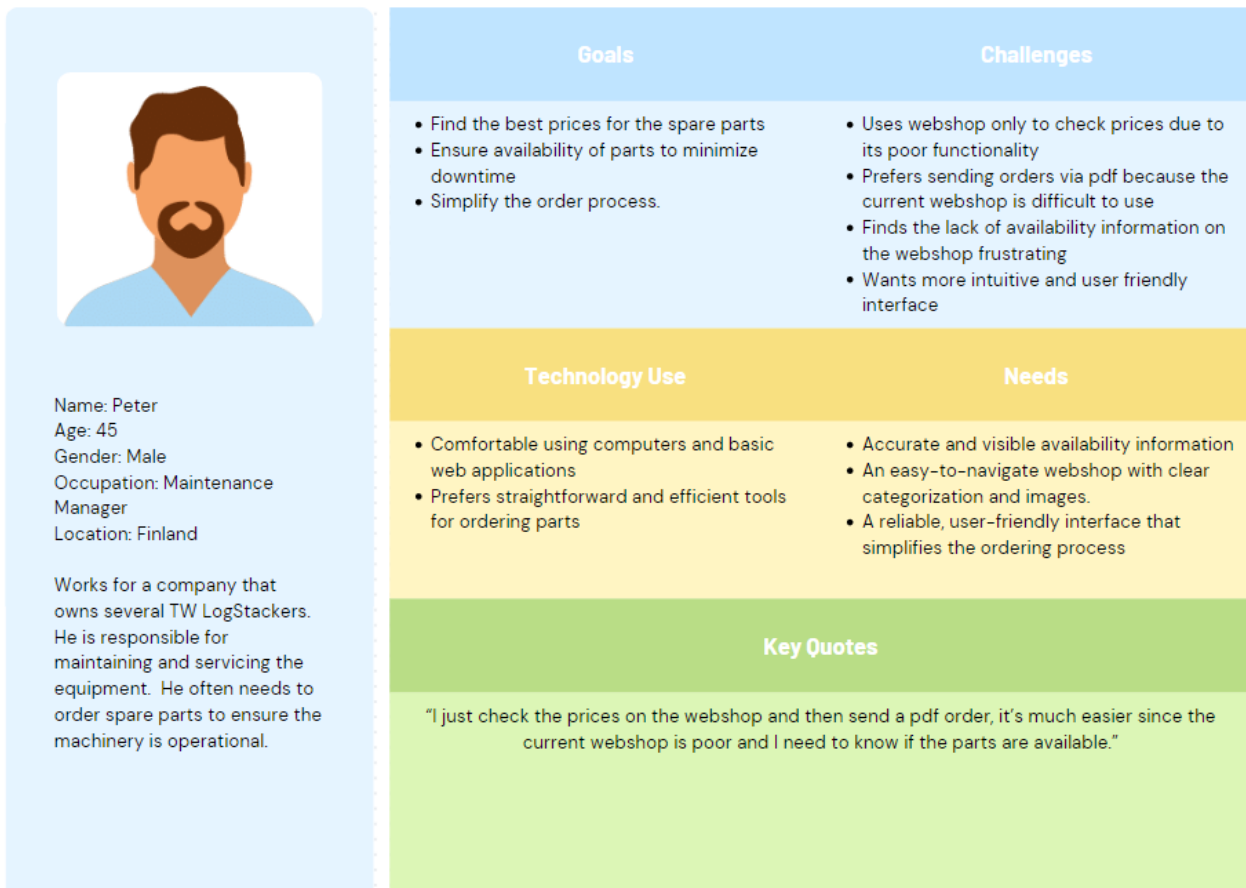 Name: Peter
Age: 45
Gender: Male
Occupation: Maintenance
Manager
Location: Finland
Works for a company that
owns several TW LogStackers.
He is responsible for
maintaining and servicing the
equipment.  He often needs to
order spare parts to ensure the
machinery is operational.
Goals
• Find the best prices for the spare parts
• Ensure availability of parts to minimize
downtime
• Simplify the order process.
Challenges
• Uses webshop only to check prices due to
its poor functionality
• Prefers sending orders via pdf because the
current webshop is difficult to use
• Finds the lack of availability information on
the webshop frustrating
• Wants more intuitive and user friendly
interface
Technology Use
• Comfortable using computers and basic
web applications
• Prefers straightforward and efficient tools
for ordering parts
Needs
• Accurate and visible availability information
• An easy-to-navigate webshop with clear
categorization and images.
• A reliable, user-friendly interface that
simplifies the ordering process
Key Quotes
“I just check the prices on the webshop and then send a pdf order, it’s much easier since the
current webshop is poor and I need to know if the parts are available.”